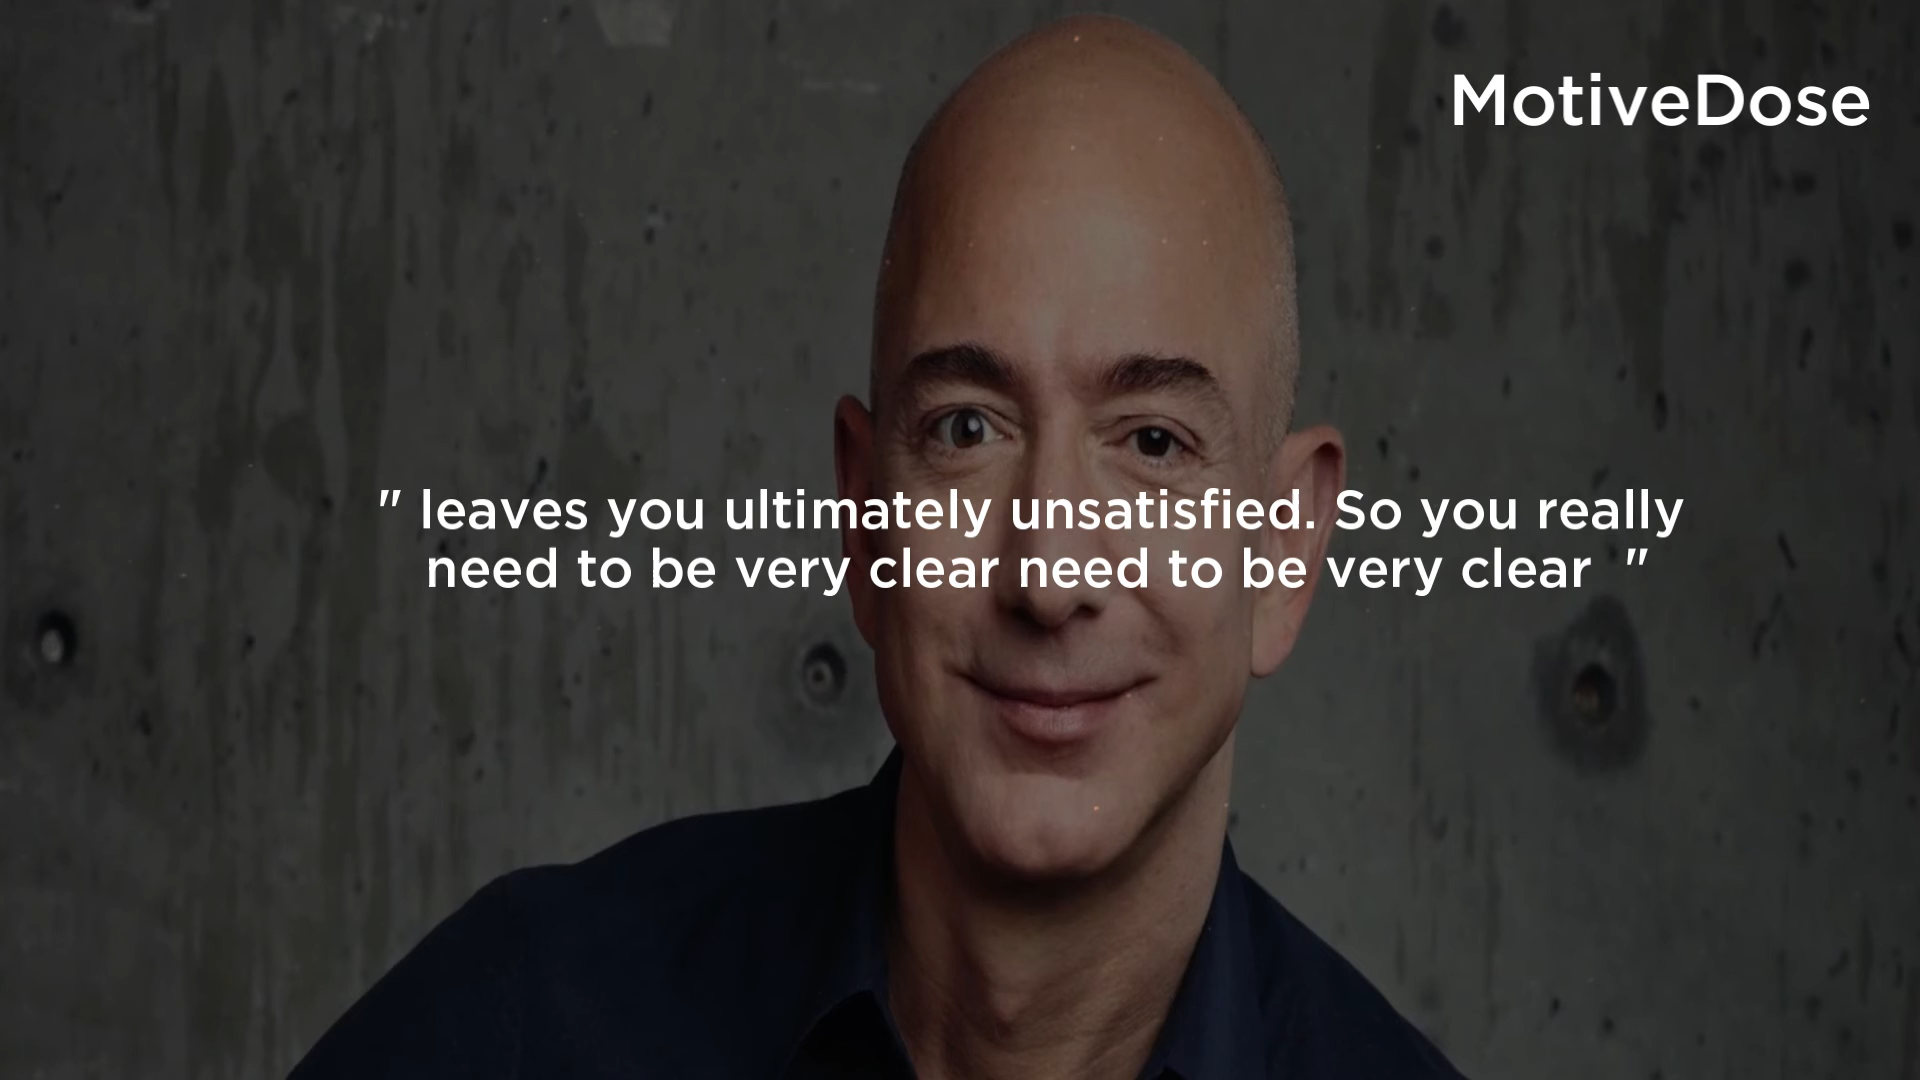 MotiveDose
" leaves you ultimately unsatisfied. So you really
need to be very clear need to be very clear  "